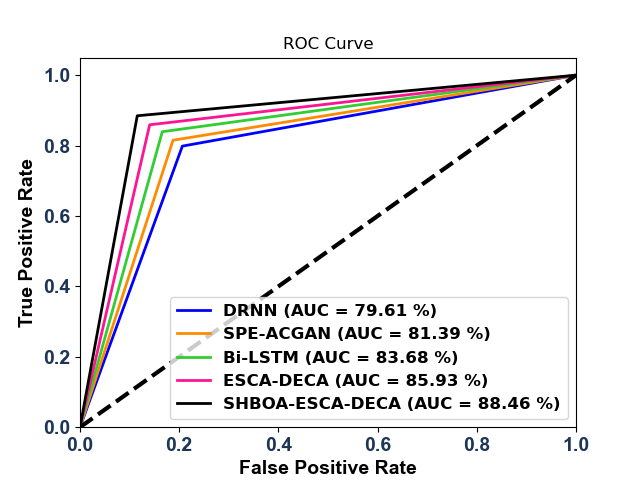 ROC Curve
True Positive Rate
1.0
0.8
0.6
0.4
0.2
0.0
DRNN (AUC = 79.61 %)
SPE-ACGAN (AUC = 81.39 %)
Bi-LSTM (AUC = 83.68 %)
ESCA-DECA (AUC = 85.93 %)
SHBOA-ESCA-DECA (AUC = 88.46 %)
0.0 0.2 0.4 0.6 0.8 1.0
False Positive Rate